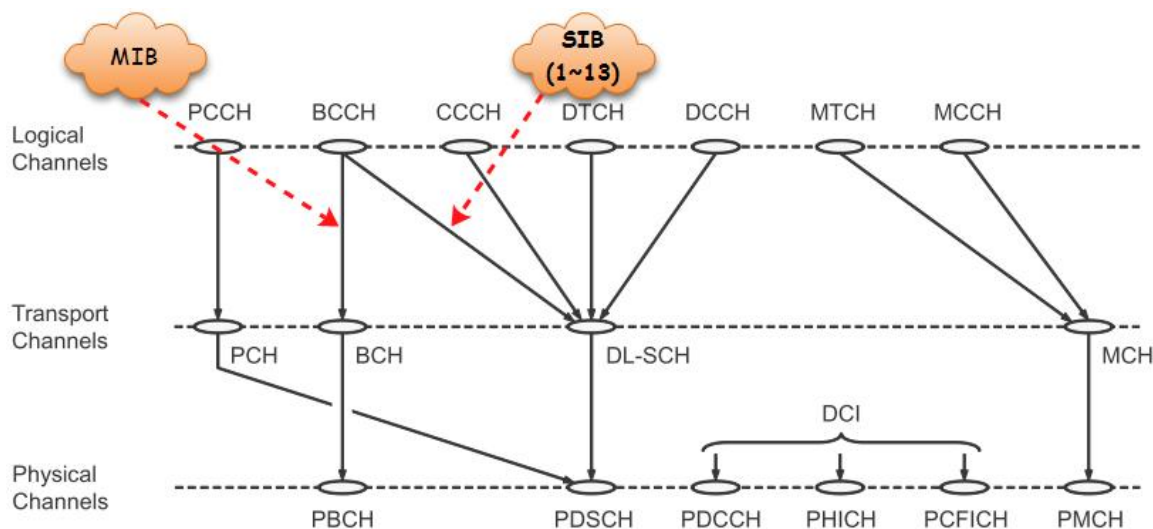 MIB
SIB
(1~13)
PCCH BCCH CCCH DTCH DCCH MTCH MCCH
Logical
Channels
Transport
Channels
PCH BCH DL-SCH MCH
DCI
Physical
Channels
PBCH PDSCH PDCCH PHICH PCFICH PMCH